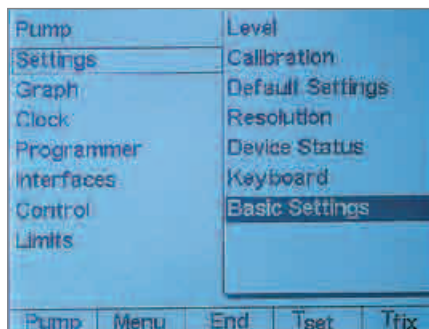 Pump
Settings
Graph
Clock
Programmer
Interfaces
Control
Limits
Level
Calibration
Default Settings
Resolution
Device Status
Keyboard
Basic Settings
Pump Menu End Tset Tfix